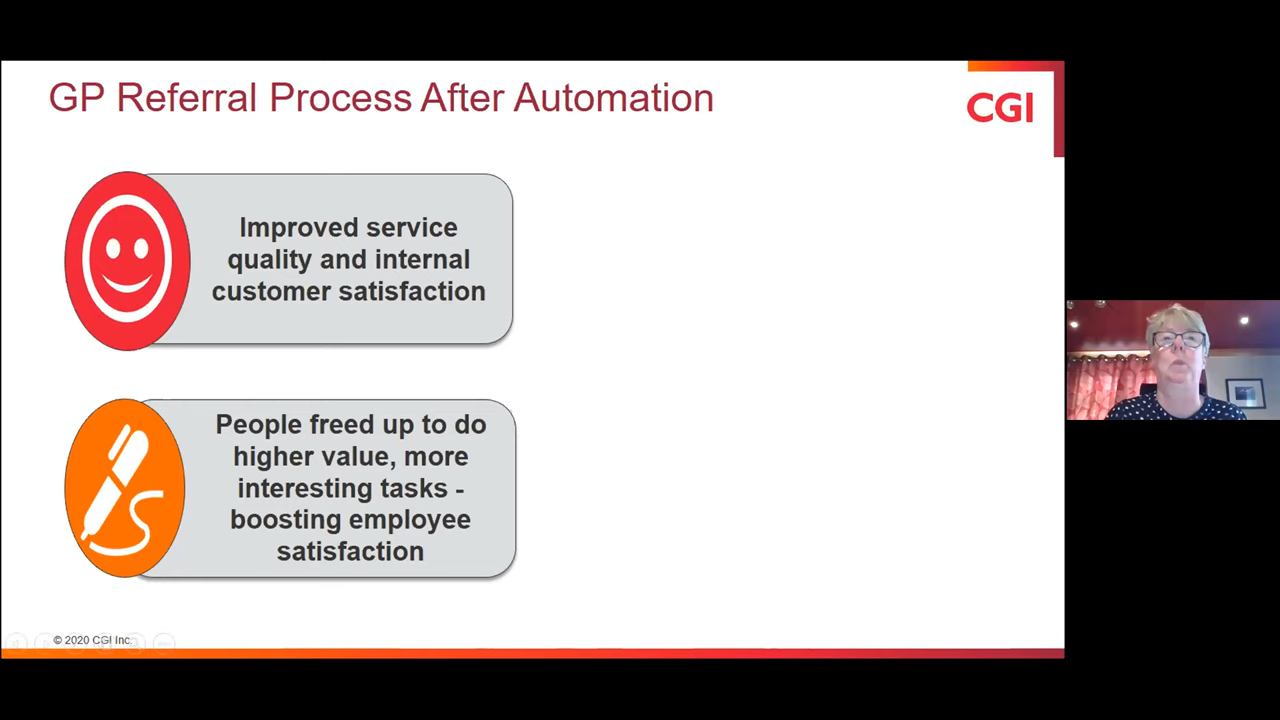 GP Referral Process After Automation
CGI
Improved service
quality and internal
customer satisfaction
People freed up to do
higher value, more
interesting tasks -
boosting employee
satisfaction
© 2020 CGI Inc.